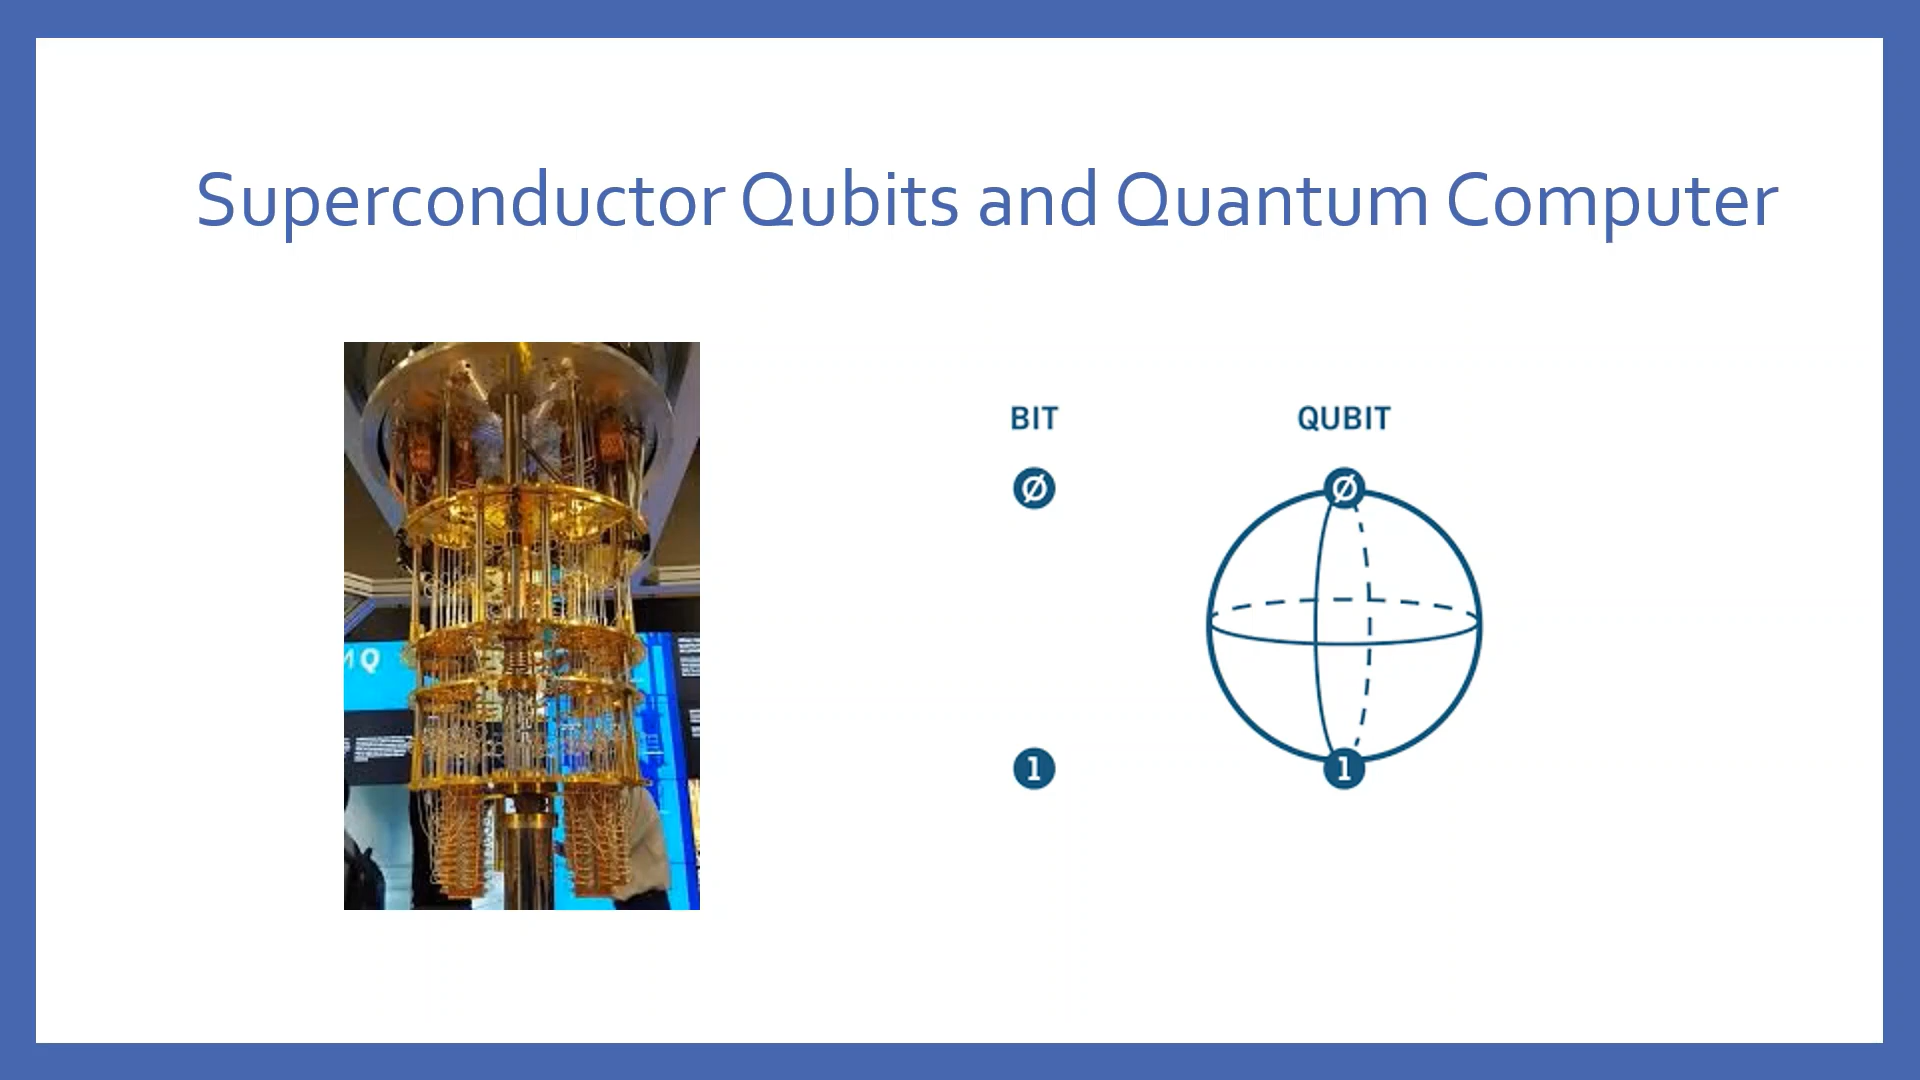 Superconductor Qubits and Quantum Computer
BIT
QUBIT
Ø
Ø
1
1
Q